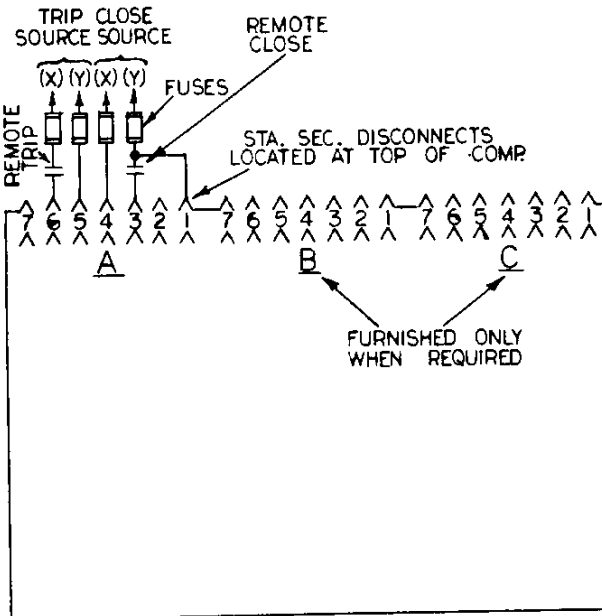 TRIP CLOSE
SOURCE SOURCE
(X) (Y) (X) (Y)
REMOTE
CLOSE
FUSES
REMOTE
TRIP
STA. SEC. DISCONNECTS
LOCATED AT TOP OF COMP.
7 6 5 4 3 2 1 7 6 5 4 3 2 1 7 6 5 4 3 2 1
A B C
FURNISHED ONLY
WHEN REQUIRED